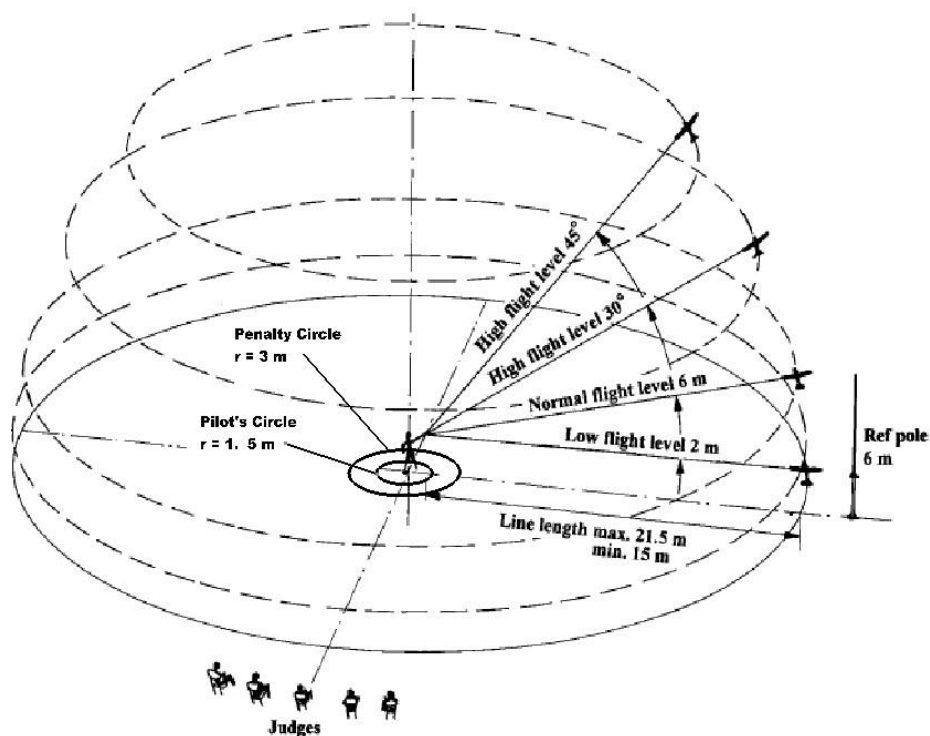 High flight level 45°
High flight level 30°
Penalty Circle
r = 3 m
Normal flight level 6 m
Pilot's Circle
r = 1. 5 m
Low flight level 2 m
Ref pole
6 m
Line length max. 21.5 m
min. 15 m
Judges